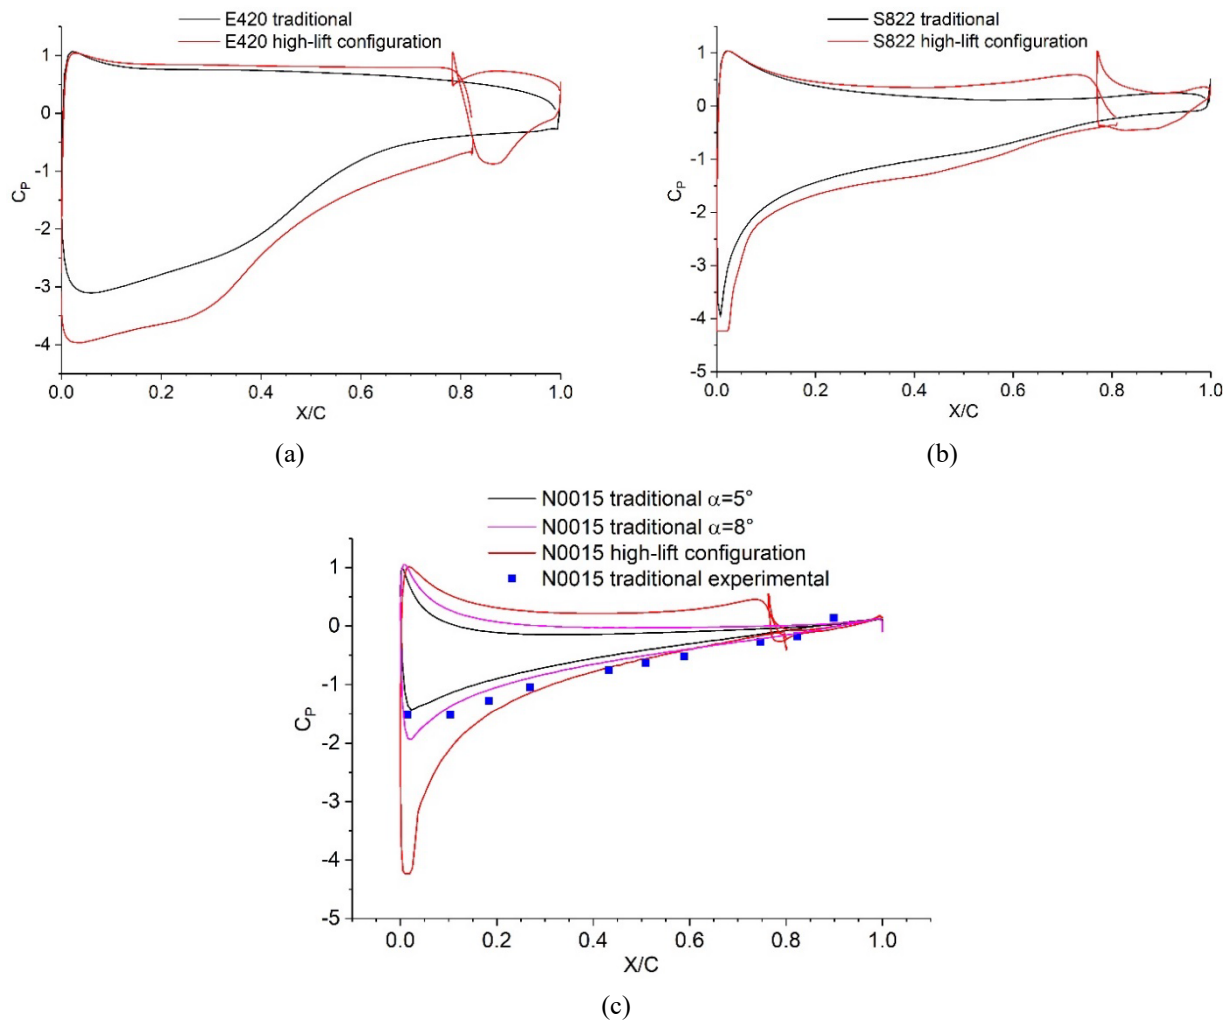 E420 traditional
E420 high-lift configuration
1
0
-1
-2
-3
-4
C_P
0.0 0.2 0.4 0.6 0.8 1.0
X/C
(a)
S822 traditional
S822 high-lift configuration
1
0
-1
-2
-3
-4
-5
C_P
0.0 0.2 0.4 0.6 0.8 1.0
X/C
(b)
N0015 traditional α=5°
N0015 traditional α=8°
N0015 high-lift configuration
N0015 traditional experimental
1
0
-1
-2
-3
-4
-5
C_P
0.0 0.2 0.4 0.6 0.8 1.0
X/C
(c)